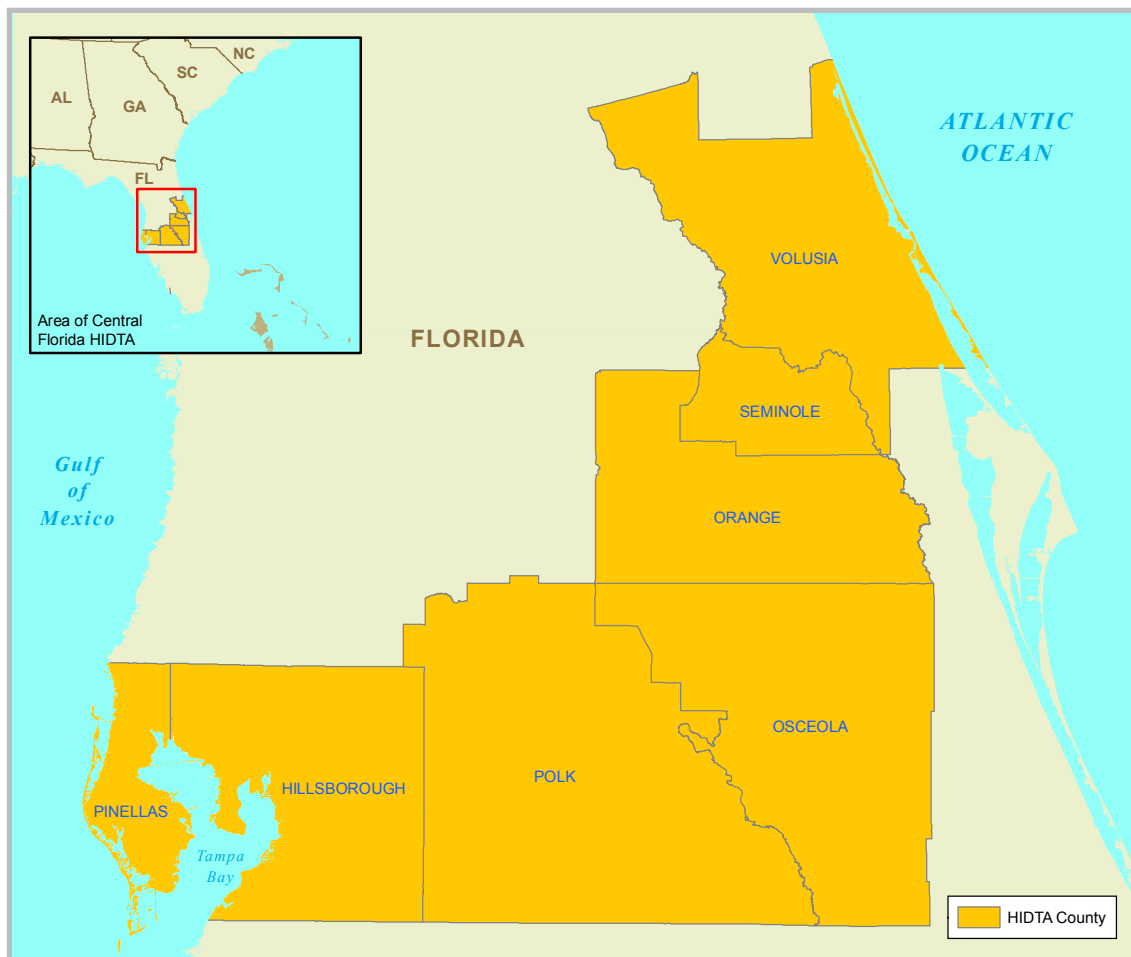 NC
SC
AL
GA
FL
Area of Central
Florida HIDTA
ATLANTIC
OCEAN
VOLUSIA
FLORIDA
SEMINOLE
Gulf
of
Mexico
ORANGE
OSCEOLA
POLK
HILLSBOROUGH
PINELLAS
Tampa
Bay
HIDTA County